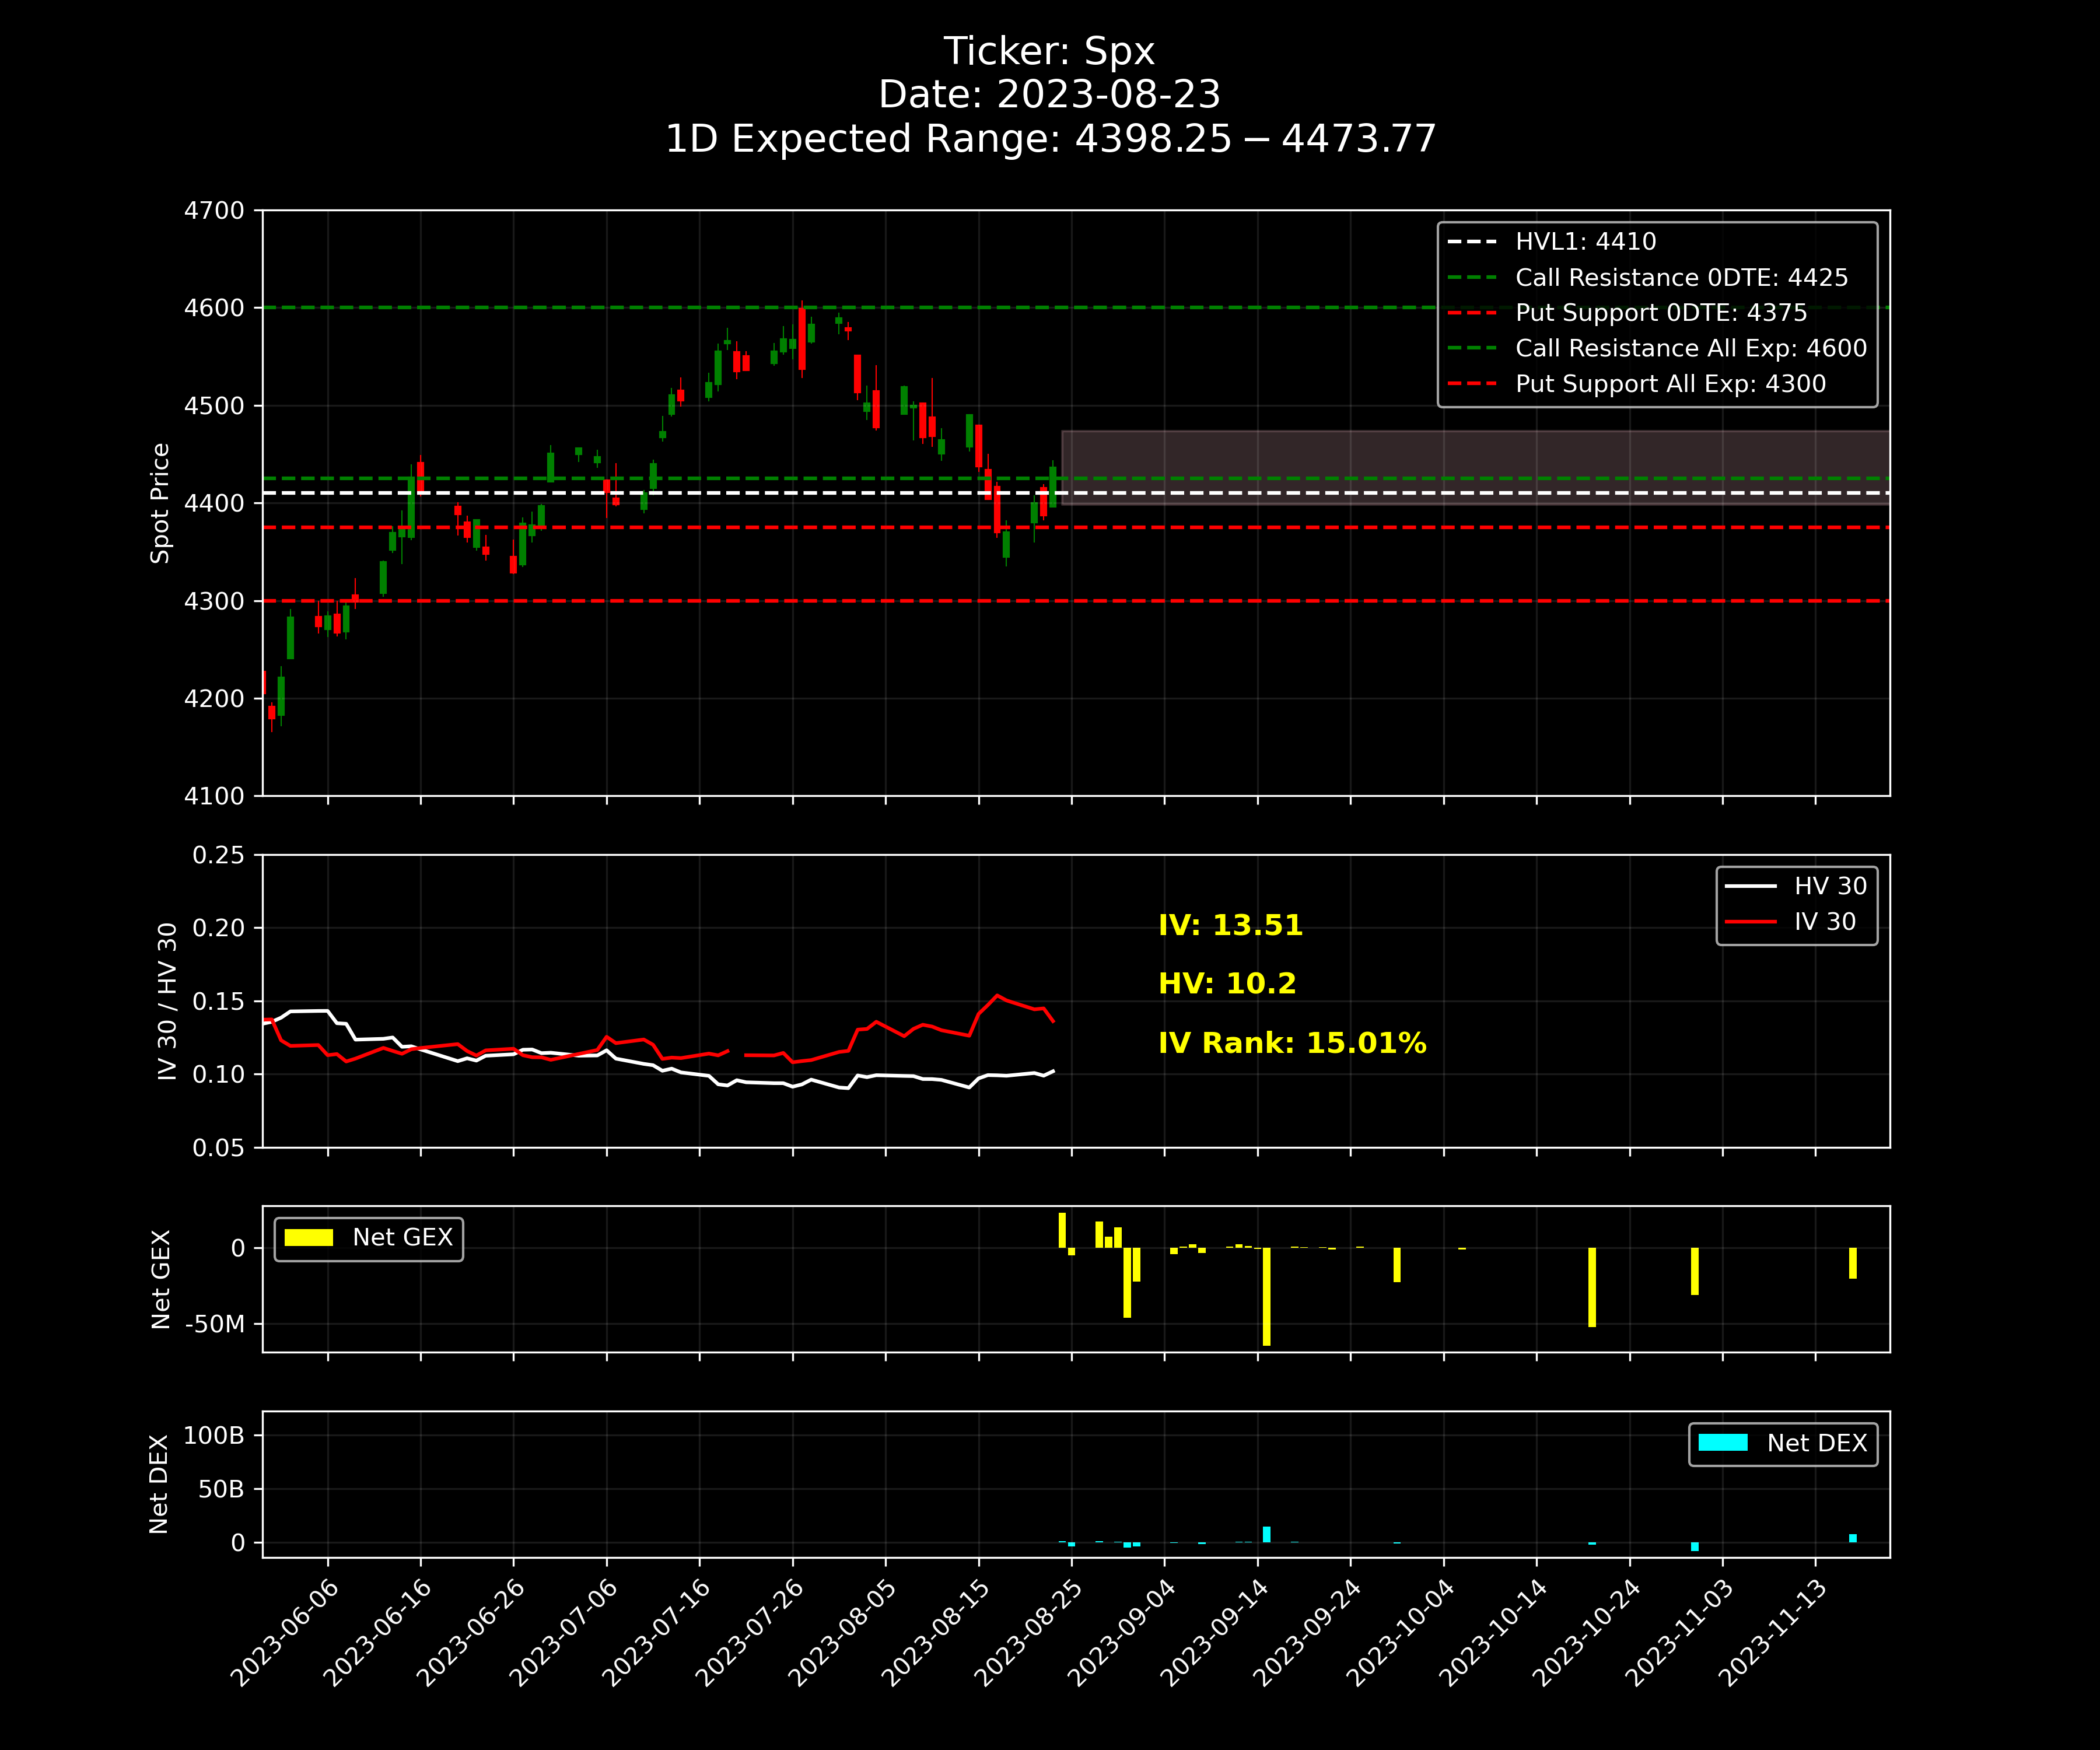 Ticker: Spx
Date: 2023-08-23
1D Expected Range: 4398.25 − 4473.77
4700
4600
4500
4400
4300
4200
4100
Spot Price
HVL1: 4410
Call Resistance 0DTE: 4425
Put Support 0DTE: 4375
Call Resistance All Exp: 4600
Put Support All Exp: 4300
0.25
0.20
0.15
0.10
0.05
IV 30 / HV 30
IV: 13.51
HV: 10.2
IV Rank: 15.01%
HV 30
IV 30
Net GEX
0
-50M
Net GEX
100B
50B
0
Net DEX
Net DEX
2023-06-06
2023-06-16
2023-06-26
2023-07-06
2023-07-16
2023-07-26
2023-08-05
2023-08-15
2023-08-25
2023-09-04
2023-09-14
2023-09-24
2023-10-04
2023-10-14
2023-10-24
2023-11-03
2023-11-13